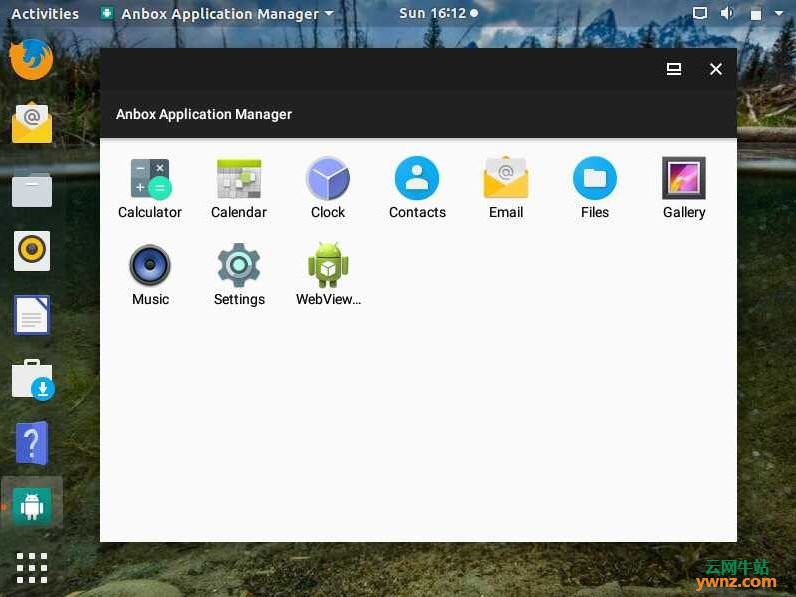 Activities
Anbox Application Manager
Sun 16:12
Anbox Application Manager
Calculator
Calendar
Clock
Contacts
Email
Files
Gallery
Music
Settings
WebView...
云网牛站
ywnz.com